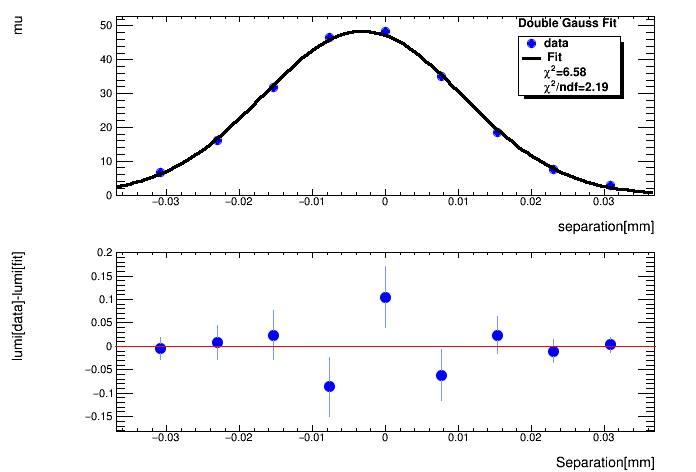 mu
Double Gauss Fit
data
Fit
χ²=6.58
χ²/ndf=2.19
50
40
30
20
10
0
−0.03 −0.02 −0.01 0 0.01 0.02 0.03
separation[mm]
lumi[data]-lumi[fit]
0.2
0.15
0.1
0.05
0
−0.05
−0.1
−0.15
−0.03 −0.02 −0.01 0 0.01 0.02 0.03
Separation[mm]